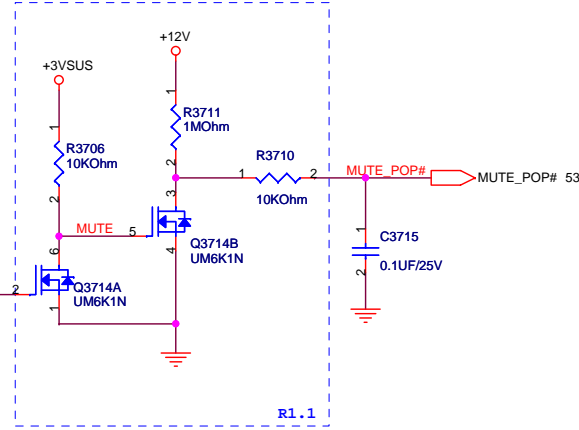 +12V
+3VSUS
1
R3711
1MOhm
2
1
R3706
10KOhm
2
R3710
1
2
10KOhm
MUTE_POP#
MUTE_POP# 53
3
MUTE
5
Q3714B
UM6K1N
4
6
2
Q3714A
UM6K1N
1
1
C3715
0.1UF/25V
2
R1.1